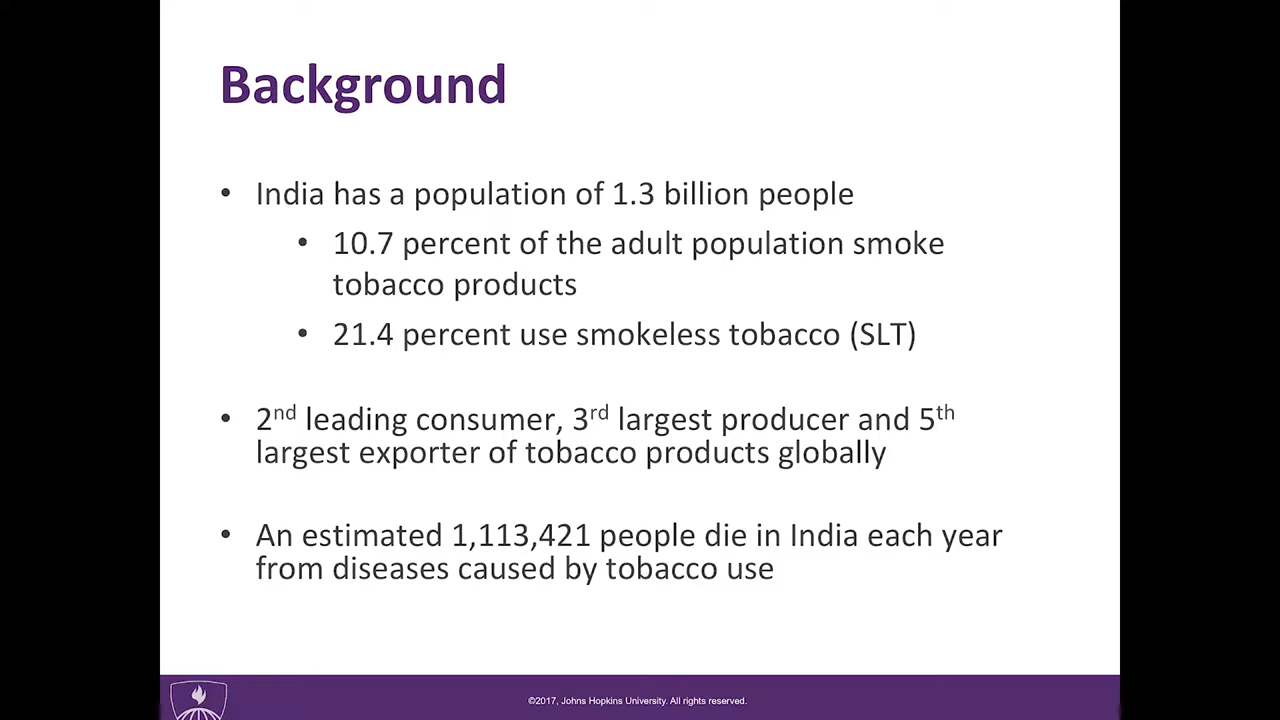 Background
• India has a population of 1.3 billion people
• 10.7 percent of the adult population smoke
tobacco products
• 21.4 percent use smokeless tobacco (SLT)
• 2nd leading consumer, 3rd largest producer and 5th
largest exporter of tobacco products globally
• An estimated 1,113,421 people die in India each year
from diseases caused by tobacco use
©2017, Johns Hopkins University. All rights reserved.